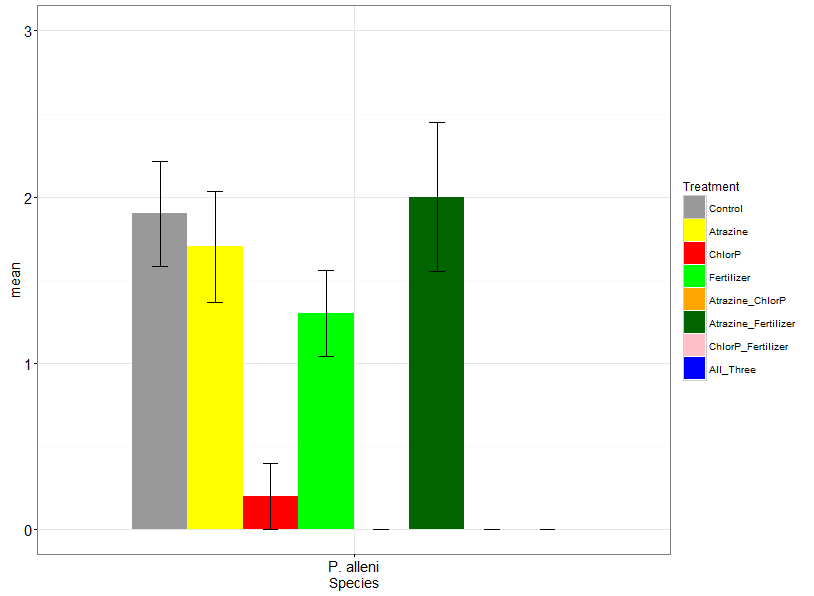 3
2
1
0
mean
P. alleni
Species
Treatment
Control
Atrazine
ChlorP
Fertilizer
Atrazine_ChlorP
Atrazine_Fertilizer
ChlorP_Fertilizer
All_Three